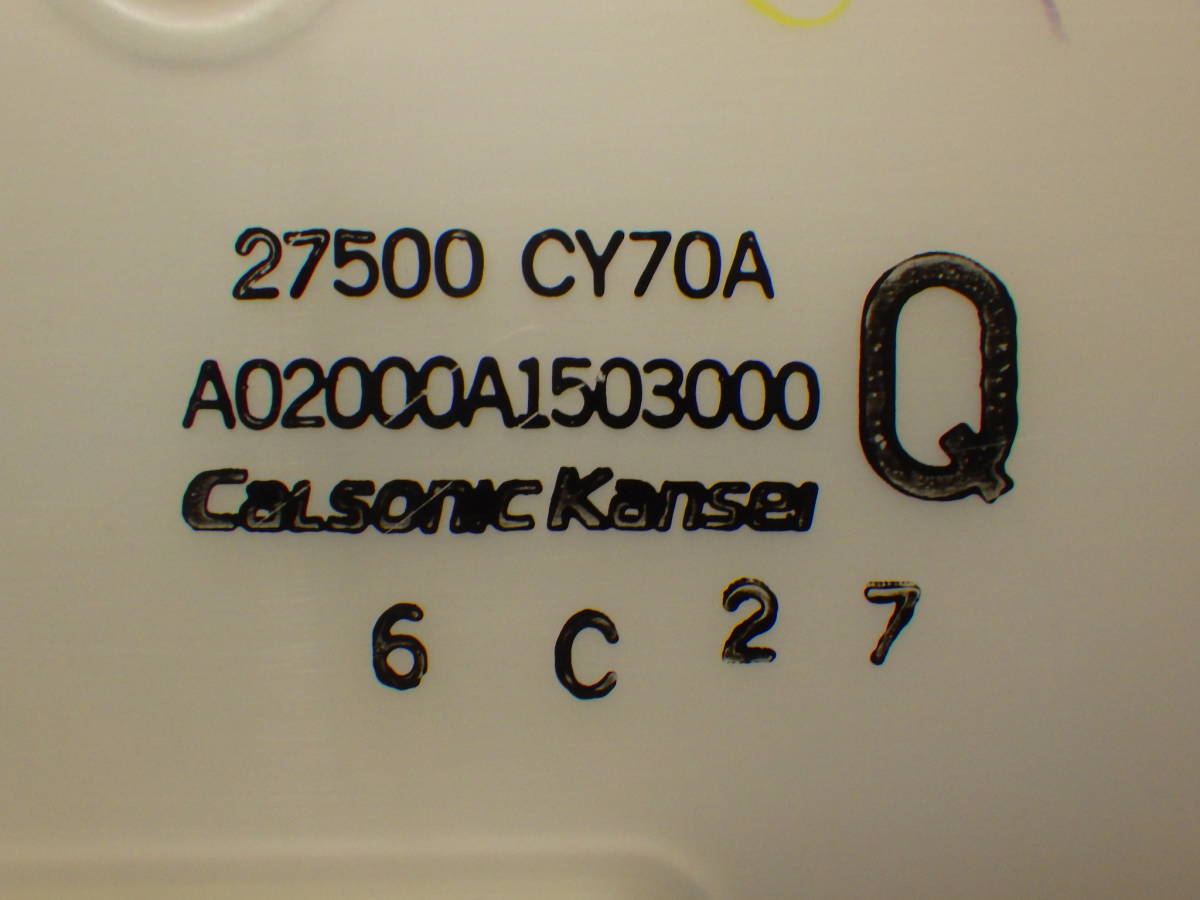 27500 CY70A
A02000A1503000
Q
Calsonic Kansei
6 C 2 7